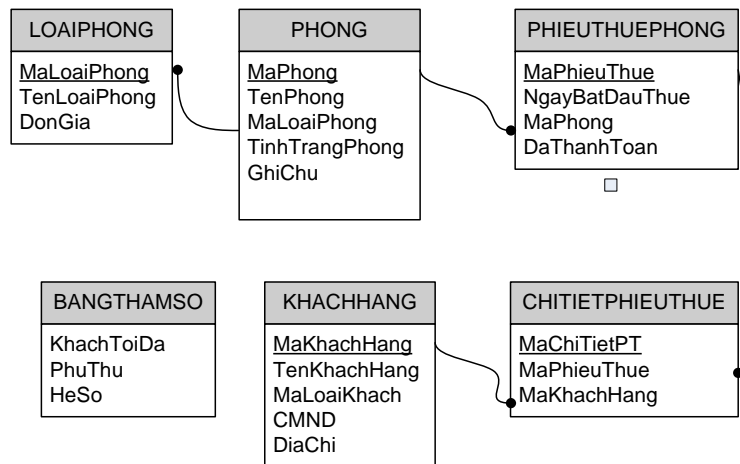 LOAIPHONG
MaLoaiPhong
TenLoaiPhong
DonGia
PHONG
MaPhong
TenPhong
MaLoaiPhong
TinhTrangPhong
GhiChu
PHIEUTHUEPHONG
MaPhieuThue
NgayBatDauThue
MaPhong
DaThanhToan
BANGTHAMSO
KhachToiDa
PhuThu
HeSo
KHACHHANG
MaKhachHang
TenKhachHang
MaLoaiKhach
CMND
DiaChi
CHITIETPHIEUTHUE
MaChiTietPT
MaPhieuThue
MaKhachHang